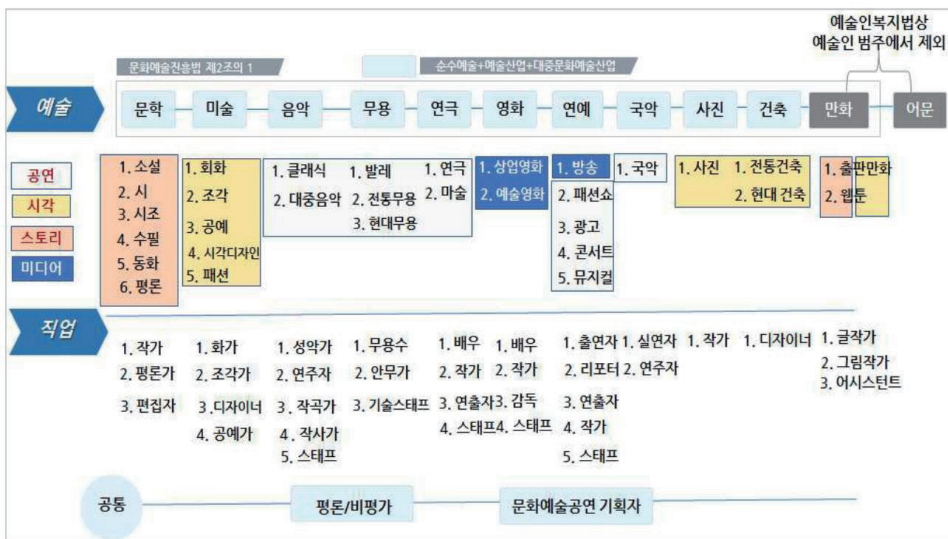 예술인복지법상
예술인 범주에서 제외
문화예술진흥법 제2조의 1
순수예술+예술산업+대중문화예술산업
예술
문학
미술
음악
무용
연극
영화
연예
국악
사진
건축
만화
어문
공연
시각
스토리
미디어
1. 소설
2. 시
3. 시조
4. 수필
5. 동화
6. 평론
1. 회화
2. 조각
3. 공예
4. 시각디자인
5. 패션
1. 클래식
2. 대중음악
1. 발레
2. 전통무용
3. 현대무용
1. 연극
2. 마술
1. 상업영화
2. 예술영화
1. 방송
2. 패션쇼
3. 광고
4. 콘서트
5. 뮤지컬
1. 국악
1. 사진
1. 전통건축
2. 현대 건축
1. 출판만화
2. 웹툰
직업
1. 작가
2. 평론가
3. 편집자
1. 화가
2. 조각가
3. 디자이너
4. 공예가
1. 성악가
2. 연주자
3. 작곡가
4. 작사가
5. 스태프
1. 무용수
2. 안무가
3. 기술스태프
1. 배우
2. 작가
3. 연출자
4. 스태프
1. 배우
2. 작가
3. 감독
4. 스태프
1. 출연자
2. 리포터
3. 연출자
4. 작가
5. 스태프
1. 실연자
2. 연주자
1. 작가
1. 디자이너
1. 글작가
2. 그림작가
3. 어시스턴트
공통
평론/비평가
문화예술공연 기획자